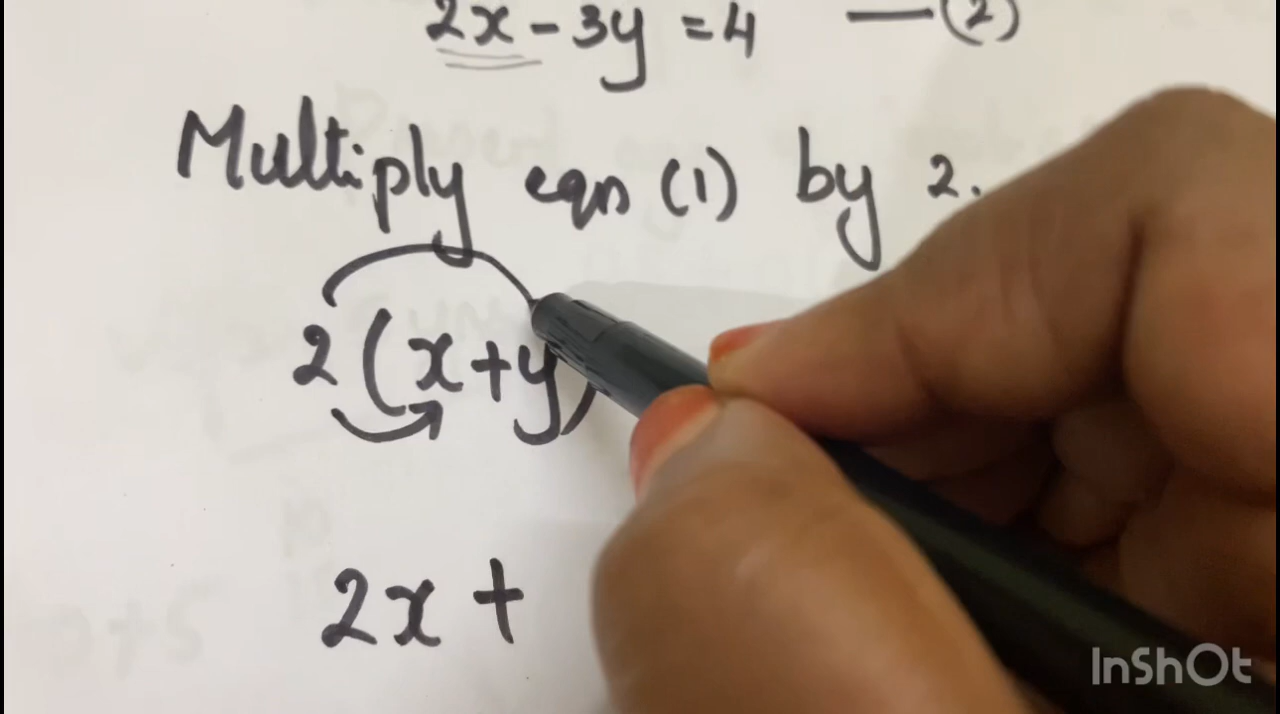 2x - 3y = 4 —(2)
Multiply eqn (1) by 2.
2(x+y)
2x +
InShOt